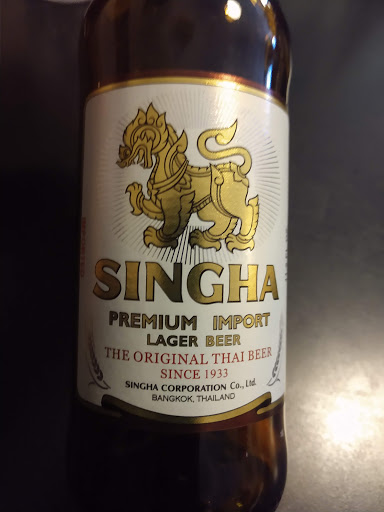 SINGHA
PREMIUM IMPORT
LAGER BEER
THE ORIGINAL THAI BEER
SINCE 1933
SINGHA CORPORATION Co., Ltd.
BANGKOK, THAILAND